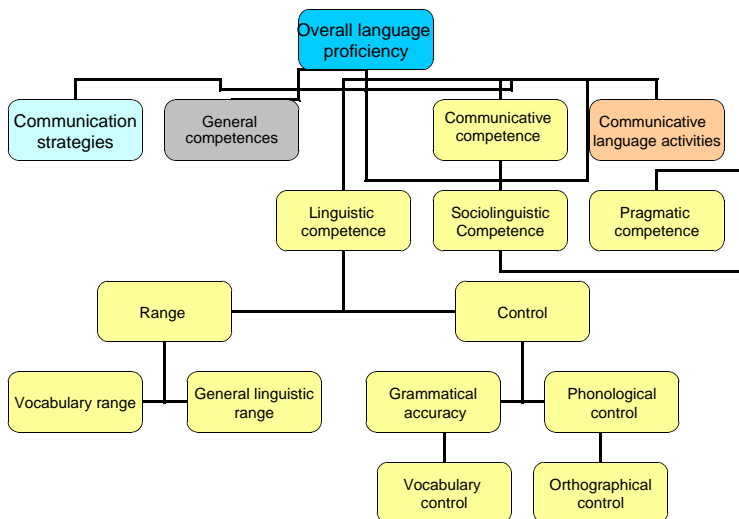 Overall language
proficiency
Communication
strategies
General
competences
Communicative
competence
Communicative
language activities
Linguistic
competence
Sociolinguistic
Competence
Pragmatic
competence
Range
Control
Vocabulary range
General linguistic
range
Grammatical
accuracy
Phonological
control
Vocabulary
control
Orthographical
control